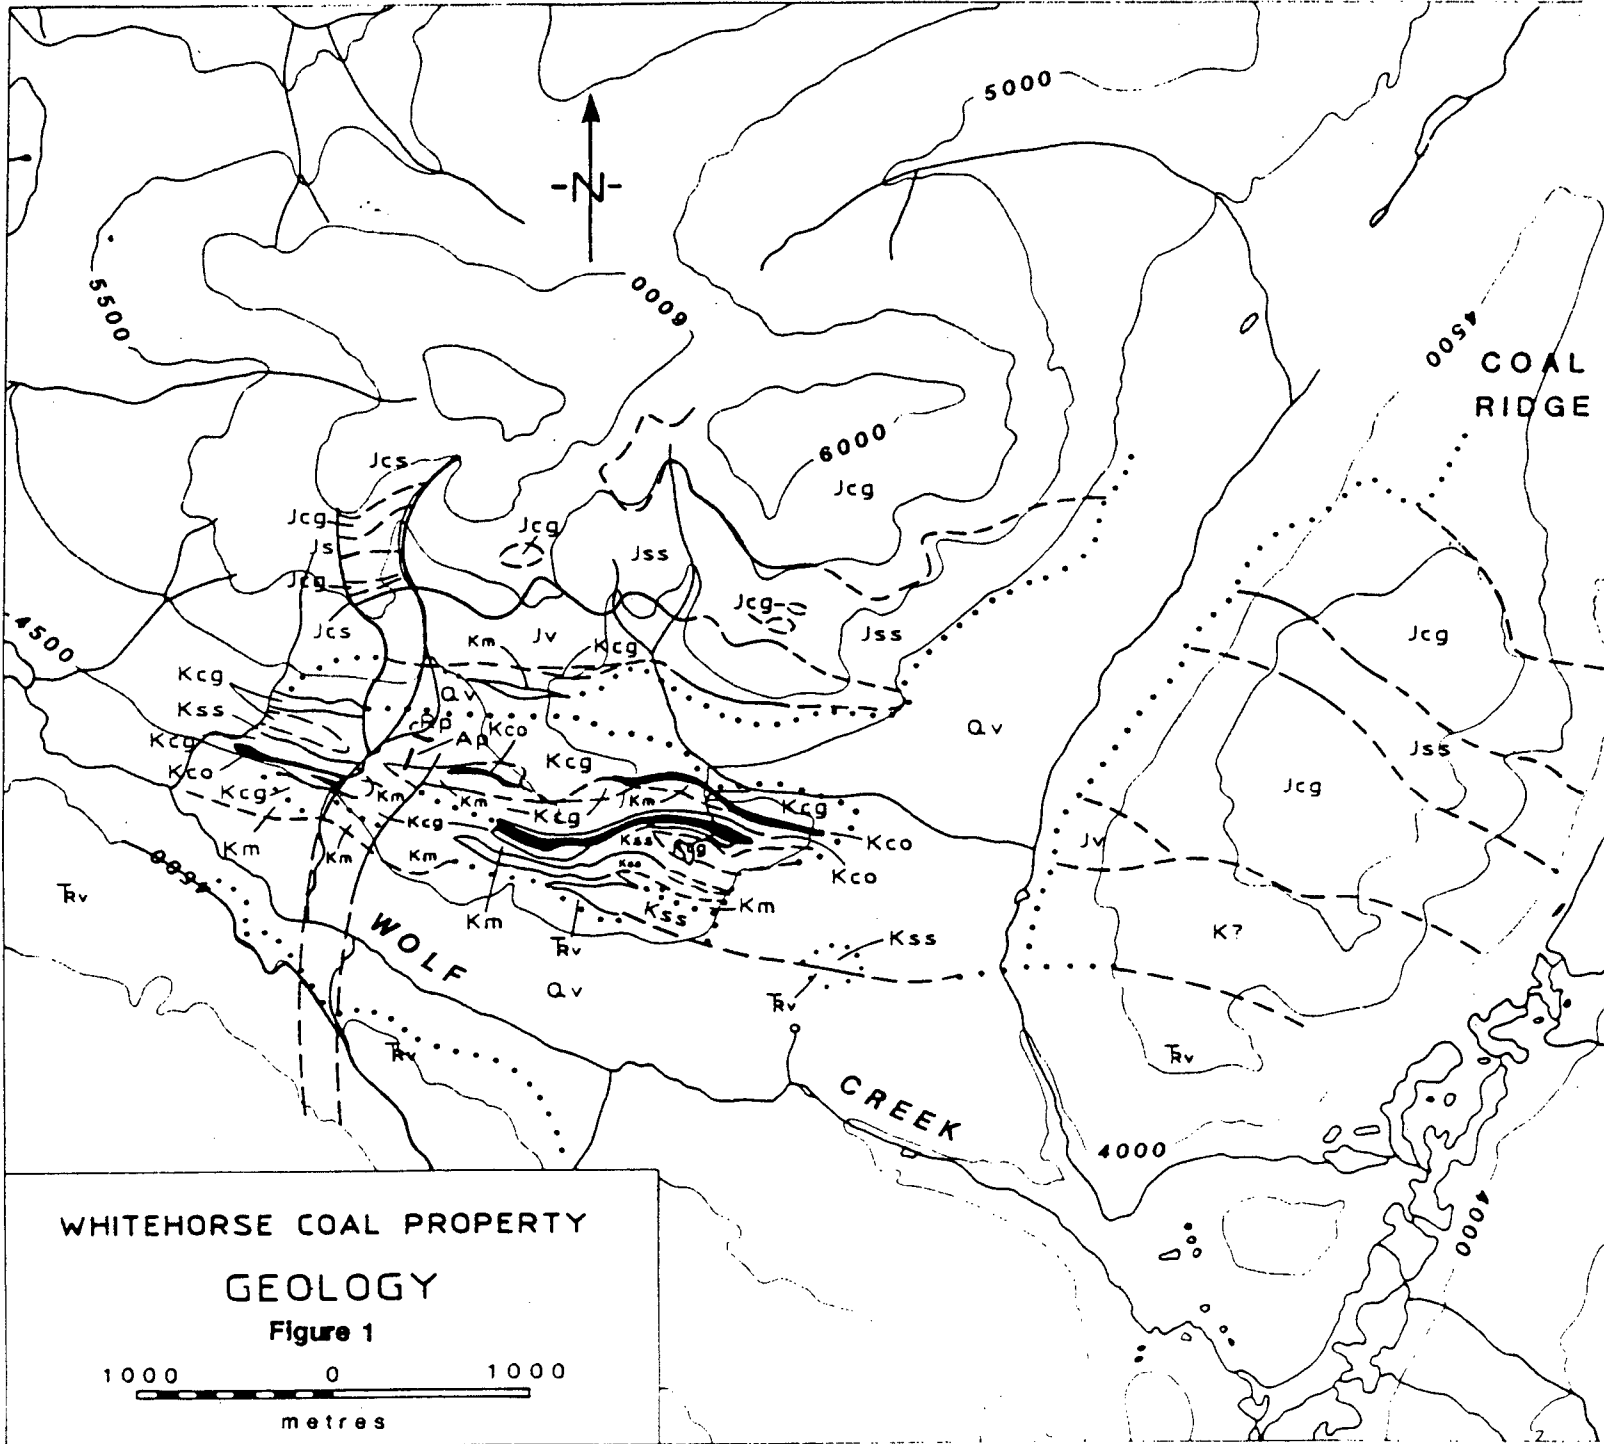 5000
-N-
5500
6000
4500
COAL
RIDGE
6000
Jcs
Jcg
Jcg
Jcg
Js
Jss
Jcg
Jcg
Jcg
4500
Jcs
Km
Jv
Kcg
Jss
Kcg
Qv
Kss
Ap
Kco
Qv
Jss
Kcg
Ap
Kco
Kcg
Jcg
Kcg
Km
Km
Km
Kcg
Kcg
Kcg
Kco
Km
Km
Km
Kss
Kcg
Jv
4600
Kco
Kco
TRv
Km
Kss
Km
WOLF
TRv
Kss
K?
Qv
TRv
TRv
TRv
CREEK
4000
4000
WHITEHORSE COAL PROPERTY
GEOLOGY
Figure 1
1000 0 1000
metres